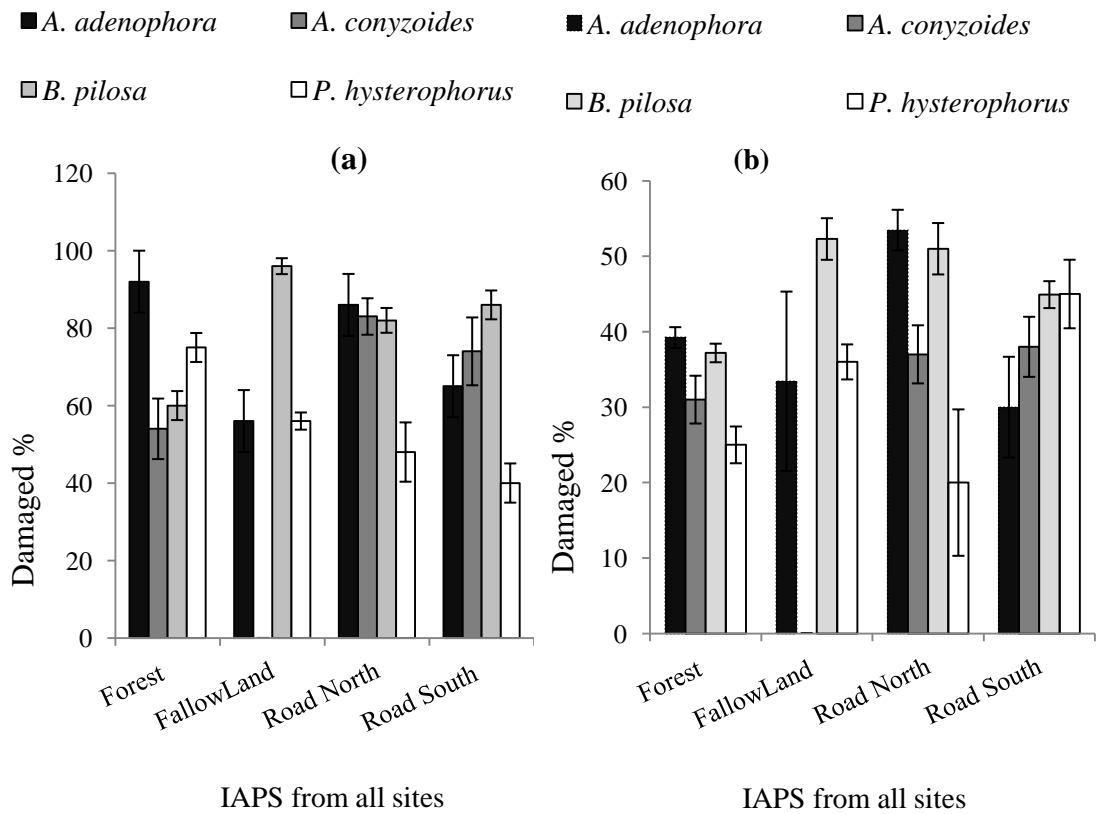 A. adenophora
A. conyzoides
B. pilosa
P. hysterophorus
(a)
120
100
80
60
40
20
0
Damaged %
Forest
FallowLand
Road North
Road South
IAPS from all sites
A. adenophora
A. conyzoides
B. pilosa
P. hysterophorus
(b)
60
50
40
30
20
10
0
Damaged %
Forest
FallowLand
Road North
Road South
IAPS from all sites